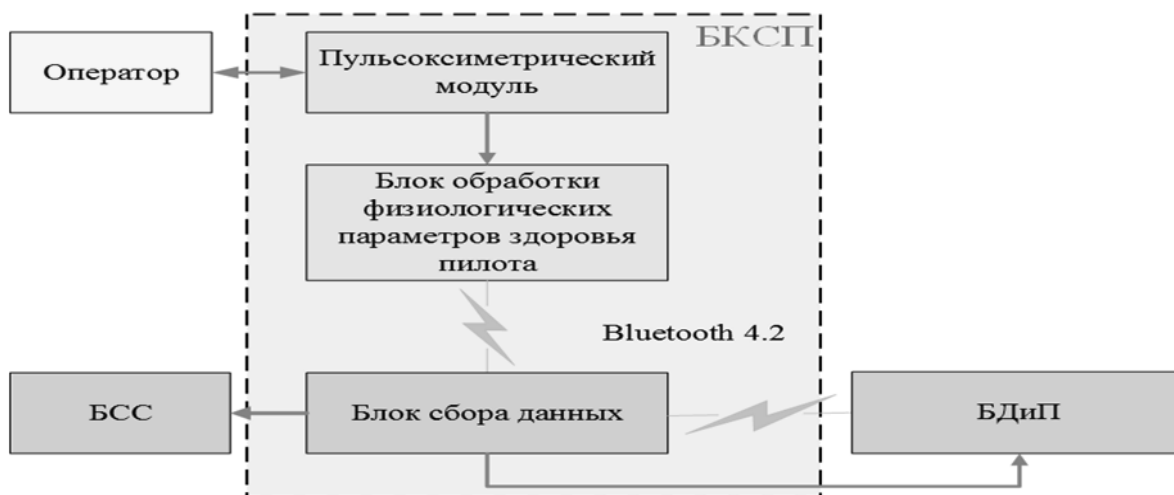 БКСП
Оператор
Пульсоксиметрический
модуль
Блок обработки
физиологических
параметров здоровья
пилота
Bluetooth 4.2
БСС
Блок сбора данных
БДиП